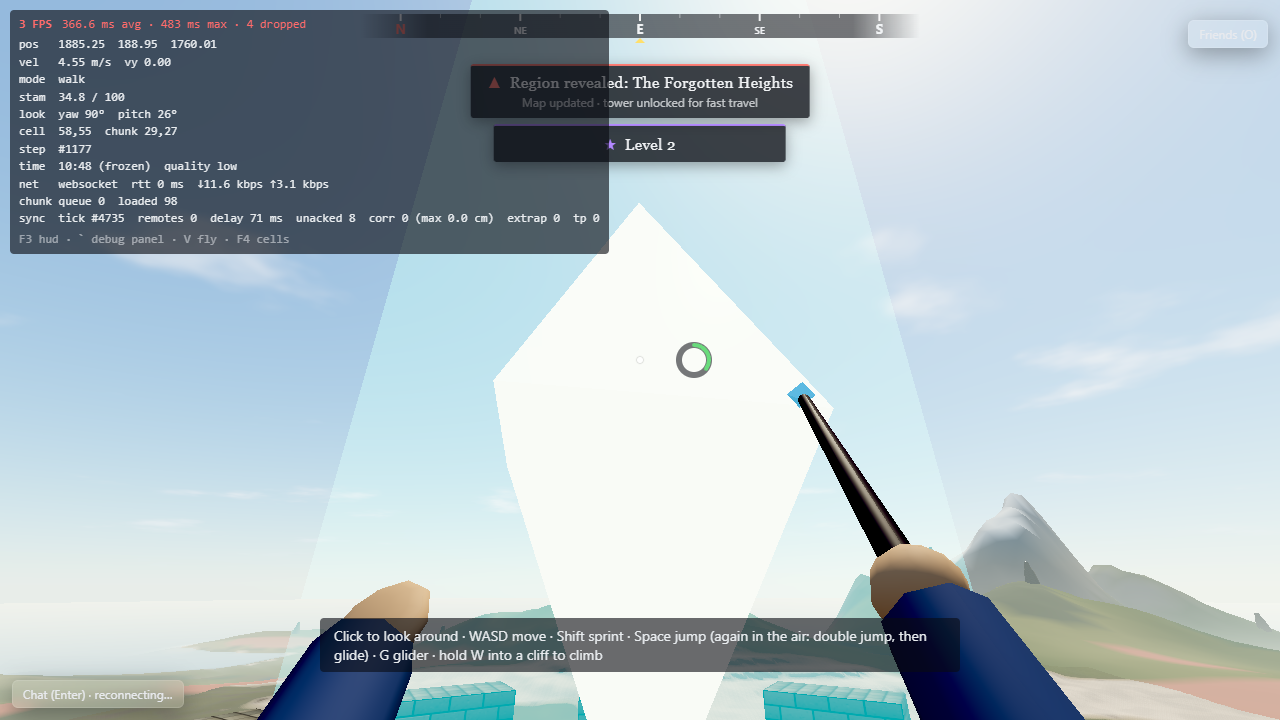 3 FPS 366.6 ms avg · 483 ms max · 4 dropped
pos 1885.25 188.95 1760.01
vel 4.55 m/s vy 0.00
mode walk
stam 34.8 / 100
look yaw 90° pitch 26°
cell 58,55 chunk 29,27
step #1177
time 10:48 (frozen) quality low
net websocket rtt 0 ms ↓11.6 kbps ↑3.1 kbps
chunk queue 0 loaded 98
sync tick #4735 remotes 0 delay 71 ms unacked 8 corr 0 (max 0.0 cm) extrap 0 tp 0
F3 hud · ` debug panel · V fly · F4 cells
N NE E SE S
Friends (O)
▲ Region revealed: The Forgotten Heights
Map updated · tower unlocked for fast travel
★ Level 2
Click to look around · WASD move · Shift sprint · Space jump (again in the air: double jump, then
glide) · G glider · hold W into a cliff to climb
Chat (Enter) · reconnecting...